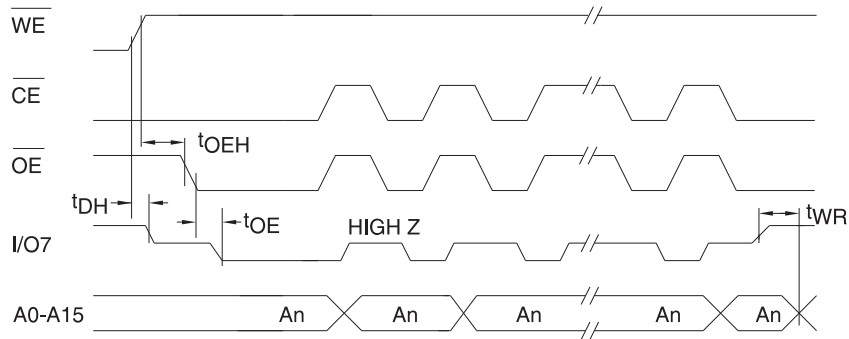 WE
CE
tOEH
OE
tDH
tOE
HIGH Z
tWR
I/O7
A0-A15 An An An An An